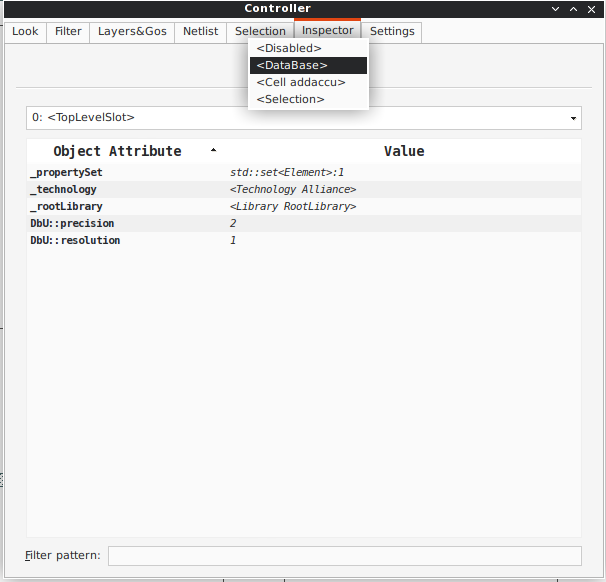 Controller
Look Filter Layers&Gos Netlist Selection Inspector Settings
<Disabled>
<DataBase>
<Cell addaccu>
<Selection>
0: <TopLevelSlot>
Object Attribute Value
_propertySet std::set<Element>:1
_technology <Technology Alliance>
_rootLibrary <Library RootLibrary>
DbU::precision 2
DbU::resolution 1
Filter pattern: